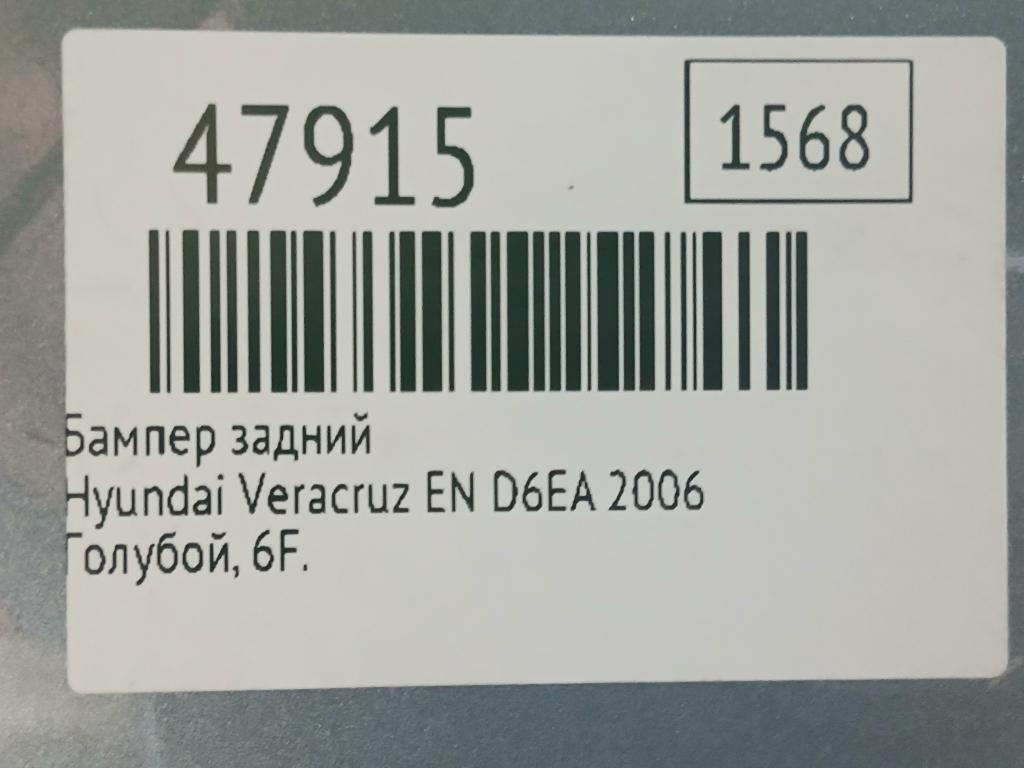 47915
1568
Бампер задний
Hyundai Veracruz EN D6EA 2006
Голубой, 6F.